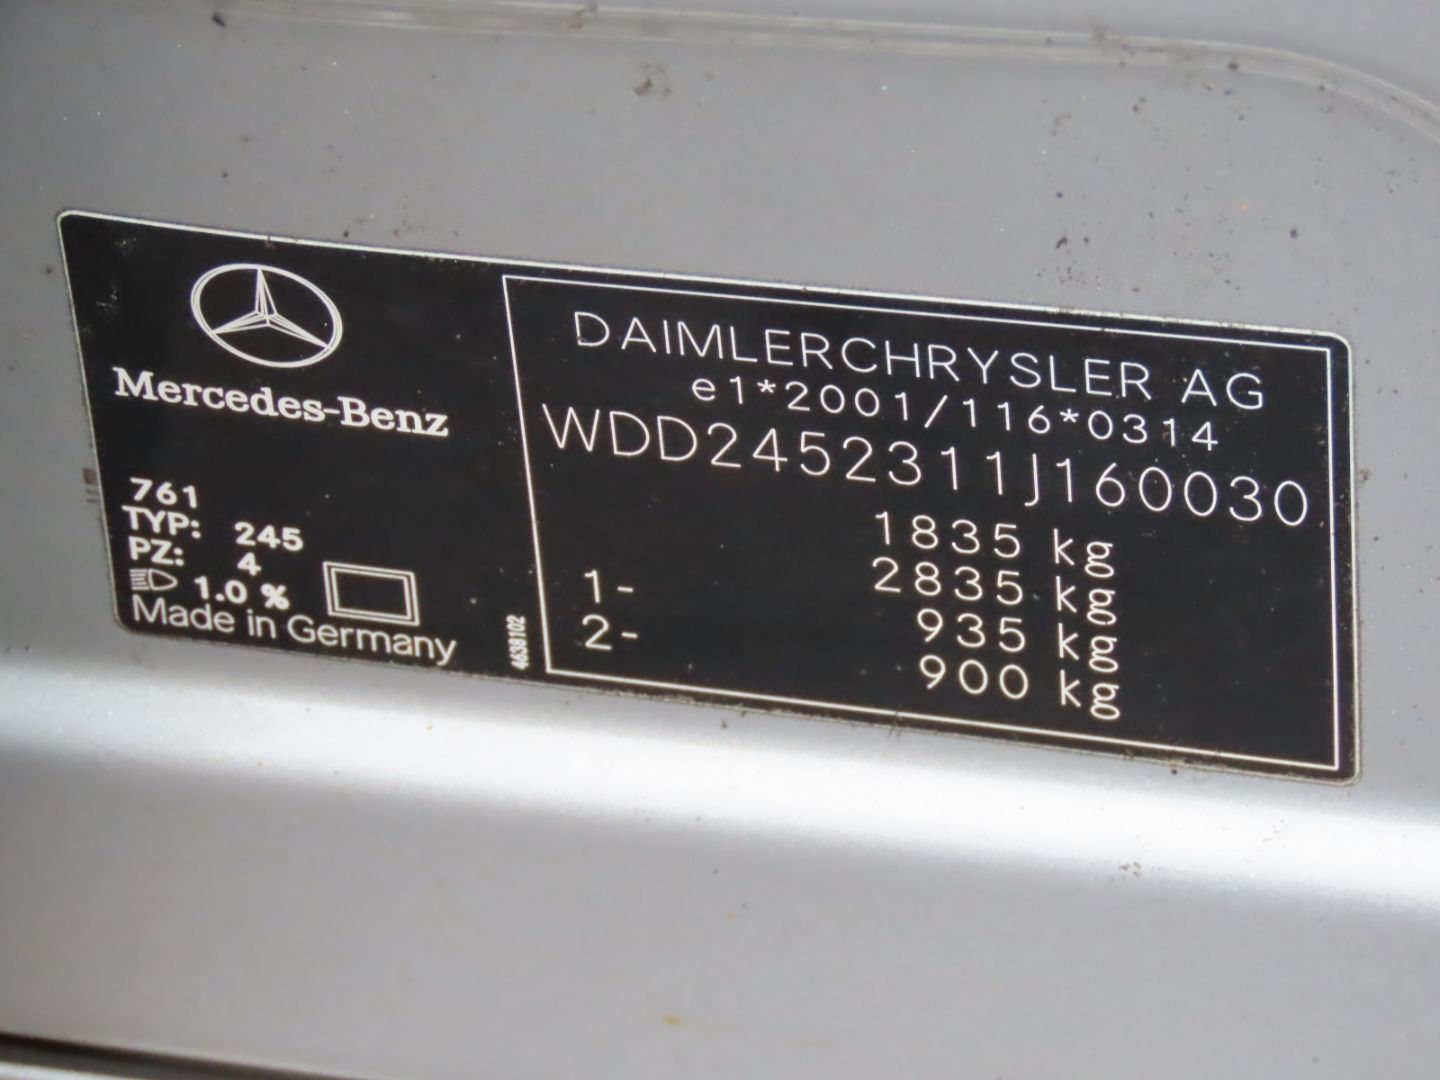 Mercedes-Benz
761
TYP: 245
PZ: 4
1.0 %
Made in Germany
4638102
DAIMLERCHRYSLER AG
e1*2001/116*0314
WDD2452311J160030
1835 kg
2835 kg
1- 935 kg
2- 900 kg